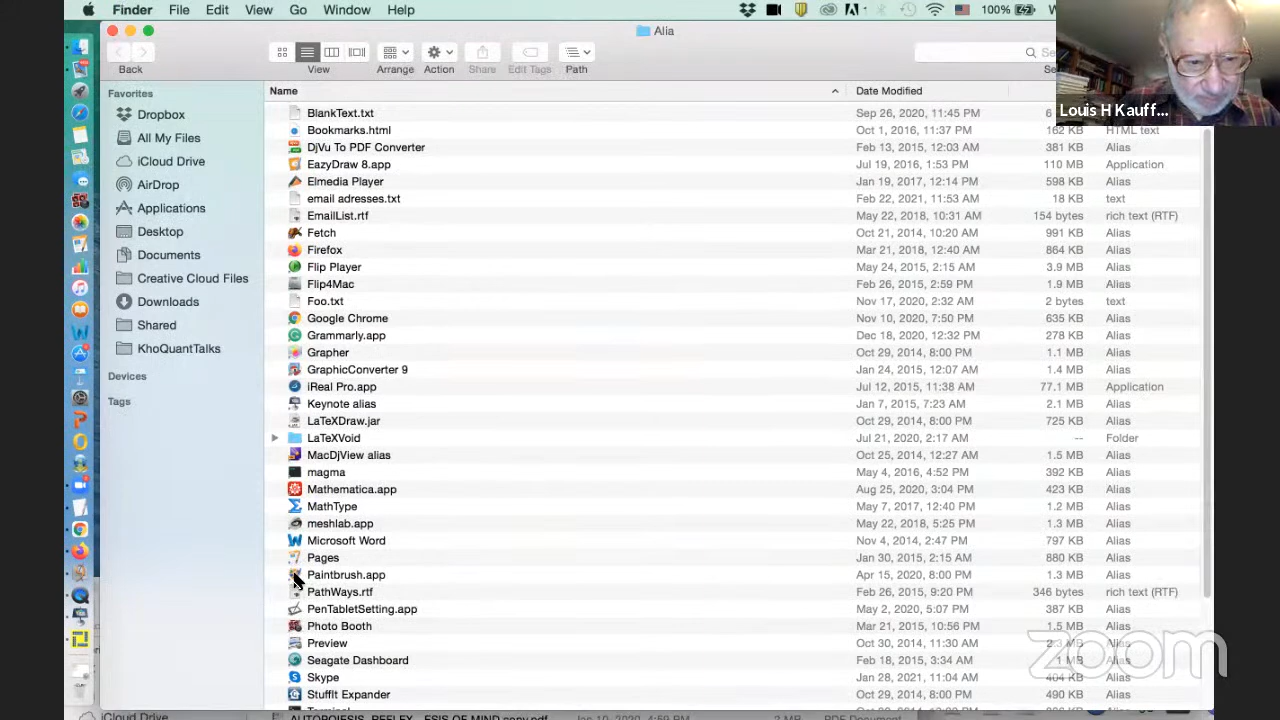 Finder File Edit View Go Window Help 100%
Alia
Back View Arrange Action Share Edit Tags Path
Louis H Kauff...
Favorites
Dropbox
All My Files
iCloud Drive
AirDrop
Applications
Desktop
Documents
Creative Cloud Files
Downloads
Shared
KhoQuantTalks
Devices
Tags
Name Date Modified
BlankText.txt Sep 26, 2020, 11:45 PM 6
Bookmarks.html Oct 1, 2016, 11:37 PM 162 KB HTML text
DjVu To PDF Converter Feb 13, 2015, 12:03 AM 381 KB Alias
EazyDraw 8.app Jul 19, 2016, 1:53 PM 110 MB Application
Elmedia Player Jan 19, 2017, 12:14 PM 598 KB Alias
email adresses.txt Feb 22, 2021, 11:53 AM 18 KB text
EmailList.rtf May 22, 2018, 10:31 AM 154 bytes rich text (RTF)
Fetch Oct 21, 2014, 10:20 AM 991 KB Alias
Firefox Mar 21, 2018, 12:40 AM 864 KB Alias
Flip Player May 24, 2015, 2:15 AM 3.9 MB Alias
Flip4Mac Feb 26, 2015, 2:59 PM 1.9 MB Alias
Foo.txt Nov 17, 2020, 2:32 AM 2 bytes text
Google Chrome Nov 10, 2020, 7:50 PM 635 KB Alias
Grammarly.app Dec 18, 2020, 12:32 PM 278 KB Alias
Grapher Oct 29, 2014, 8:00 PM 1.1 MB Alias
GraphicConverter 9 Jan 24, 2015, 12:07 AM 1.4 MB Alias
iReal Pro.app Jul 12, 2015, 11:38 AM 77.1 MB Application
Keynote alias Jan 7, 2015, 7:23 AM 2.1 MB Alias
LaTeXDraw.jar Oct 29, 2014, 8:00 PM 725 KB Alias
LaTeXVoid Jul 21, 2020, 2:17 AM -- Folder
MacDjView alias Oct 25, 2014, 12:27 AM 1.5 MB Alias
magma May 4, 2016, 4:52 PM 392 KB Alias
Mathematica.app Aug 25, 2020, 3:04 PM 423 KB Alias
MathType May 7, 2017, 12:40 PM 1.2 MB Alias
meshlab.app May 22, 2018, 5:25 PM 1.3 MB Alias
Microsoft Word Nov 4, 2014, 2:47 PM 797 KB Alias
Pages Jan 30, 2015, 2:15 AM 880 KB Alias
Paintbrush.app Apr 15, 2020, 8:00 PM 1.3 MB Alias
PathWays.rtf Feb 26, 2015, 9:20 PM 346 bytes rich text (RTF)
PenTabletSetting.app May 2, 2020, 5:07 PM 387 KB Alias
Photo Booth Mar 21, 2015, 10:56 PM 1.5 MB Alias
Preview Oct 30, 2014, 11:30 AM 2.3 MB Alias
Seagate Dashboard Feb 18, 2015, 3:34 AM 1 MB Alias
Skype Jan 28, 2021, 11:04 AM 404 KB Alias
StuffIt Expander Oct 29, 2014, 8:00 PM 490 KB Alias
zoom
iCloud Drive